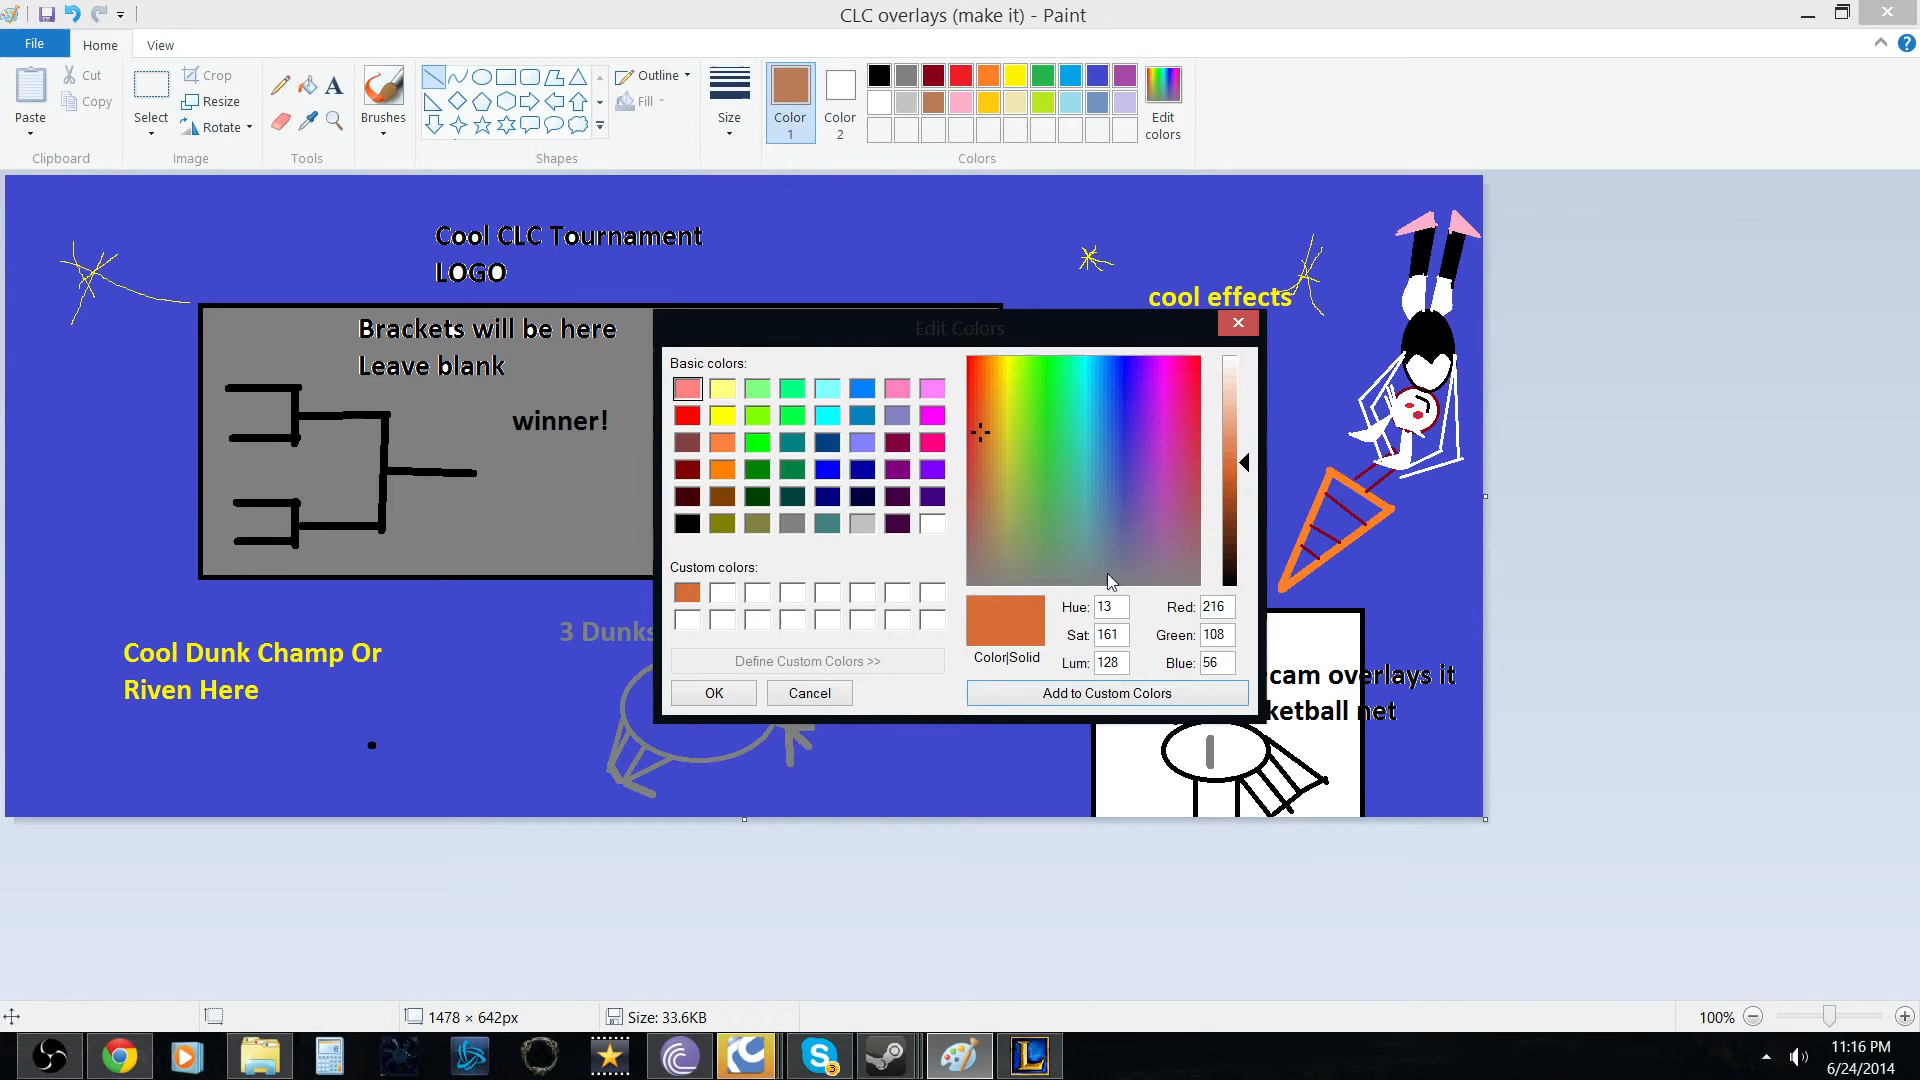 CLC overlays (make it) - Paint
File
Home
View
Paste
Cut
Copy
Clipboard
Select
Crop
Resize
Rotate
Image
Tools
Brushes
Shapes
Outline
Fill
Size
Color
1
Color
2
Edit
colors
Colors
Cool CLC Tournament
LOGO
cool effects
Brackets will be here
Leave blank
winner!
Cool Dunk Champ Or
Riven Here
3 Dunks
cam overlays it
ketball net
Edit Colors
Basic colors:
Custom colors:
Define Custom Colors >>
OK
Cancel
Color|Solid
Hue: 13
Sat: 161
Lum: 128
Red: 216
Green: 108
Blue: 56
Add to Custom Colors
1478 × 642px
Size: 33.6KB
100%
3
L
11:16 PM
6/24/2014